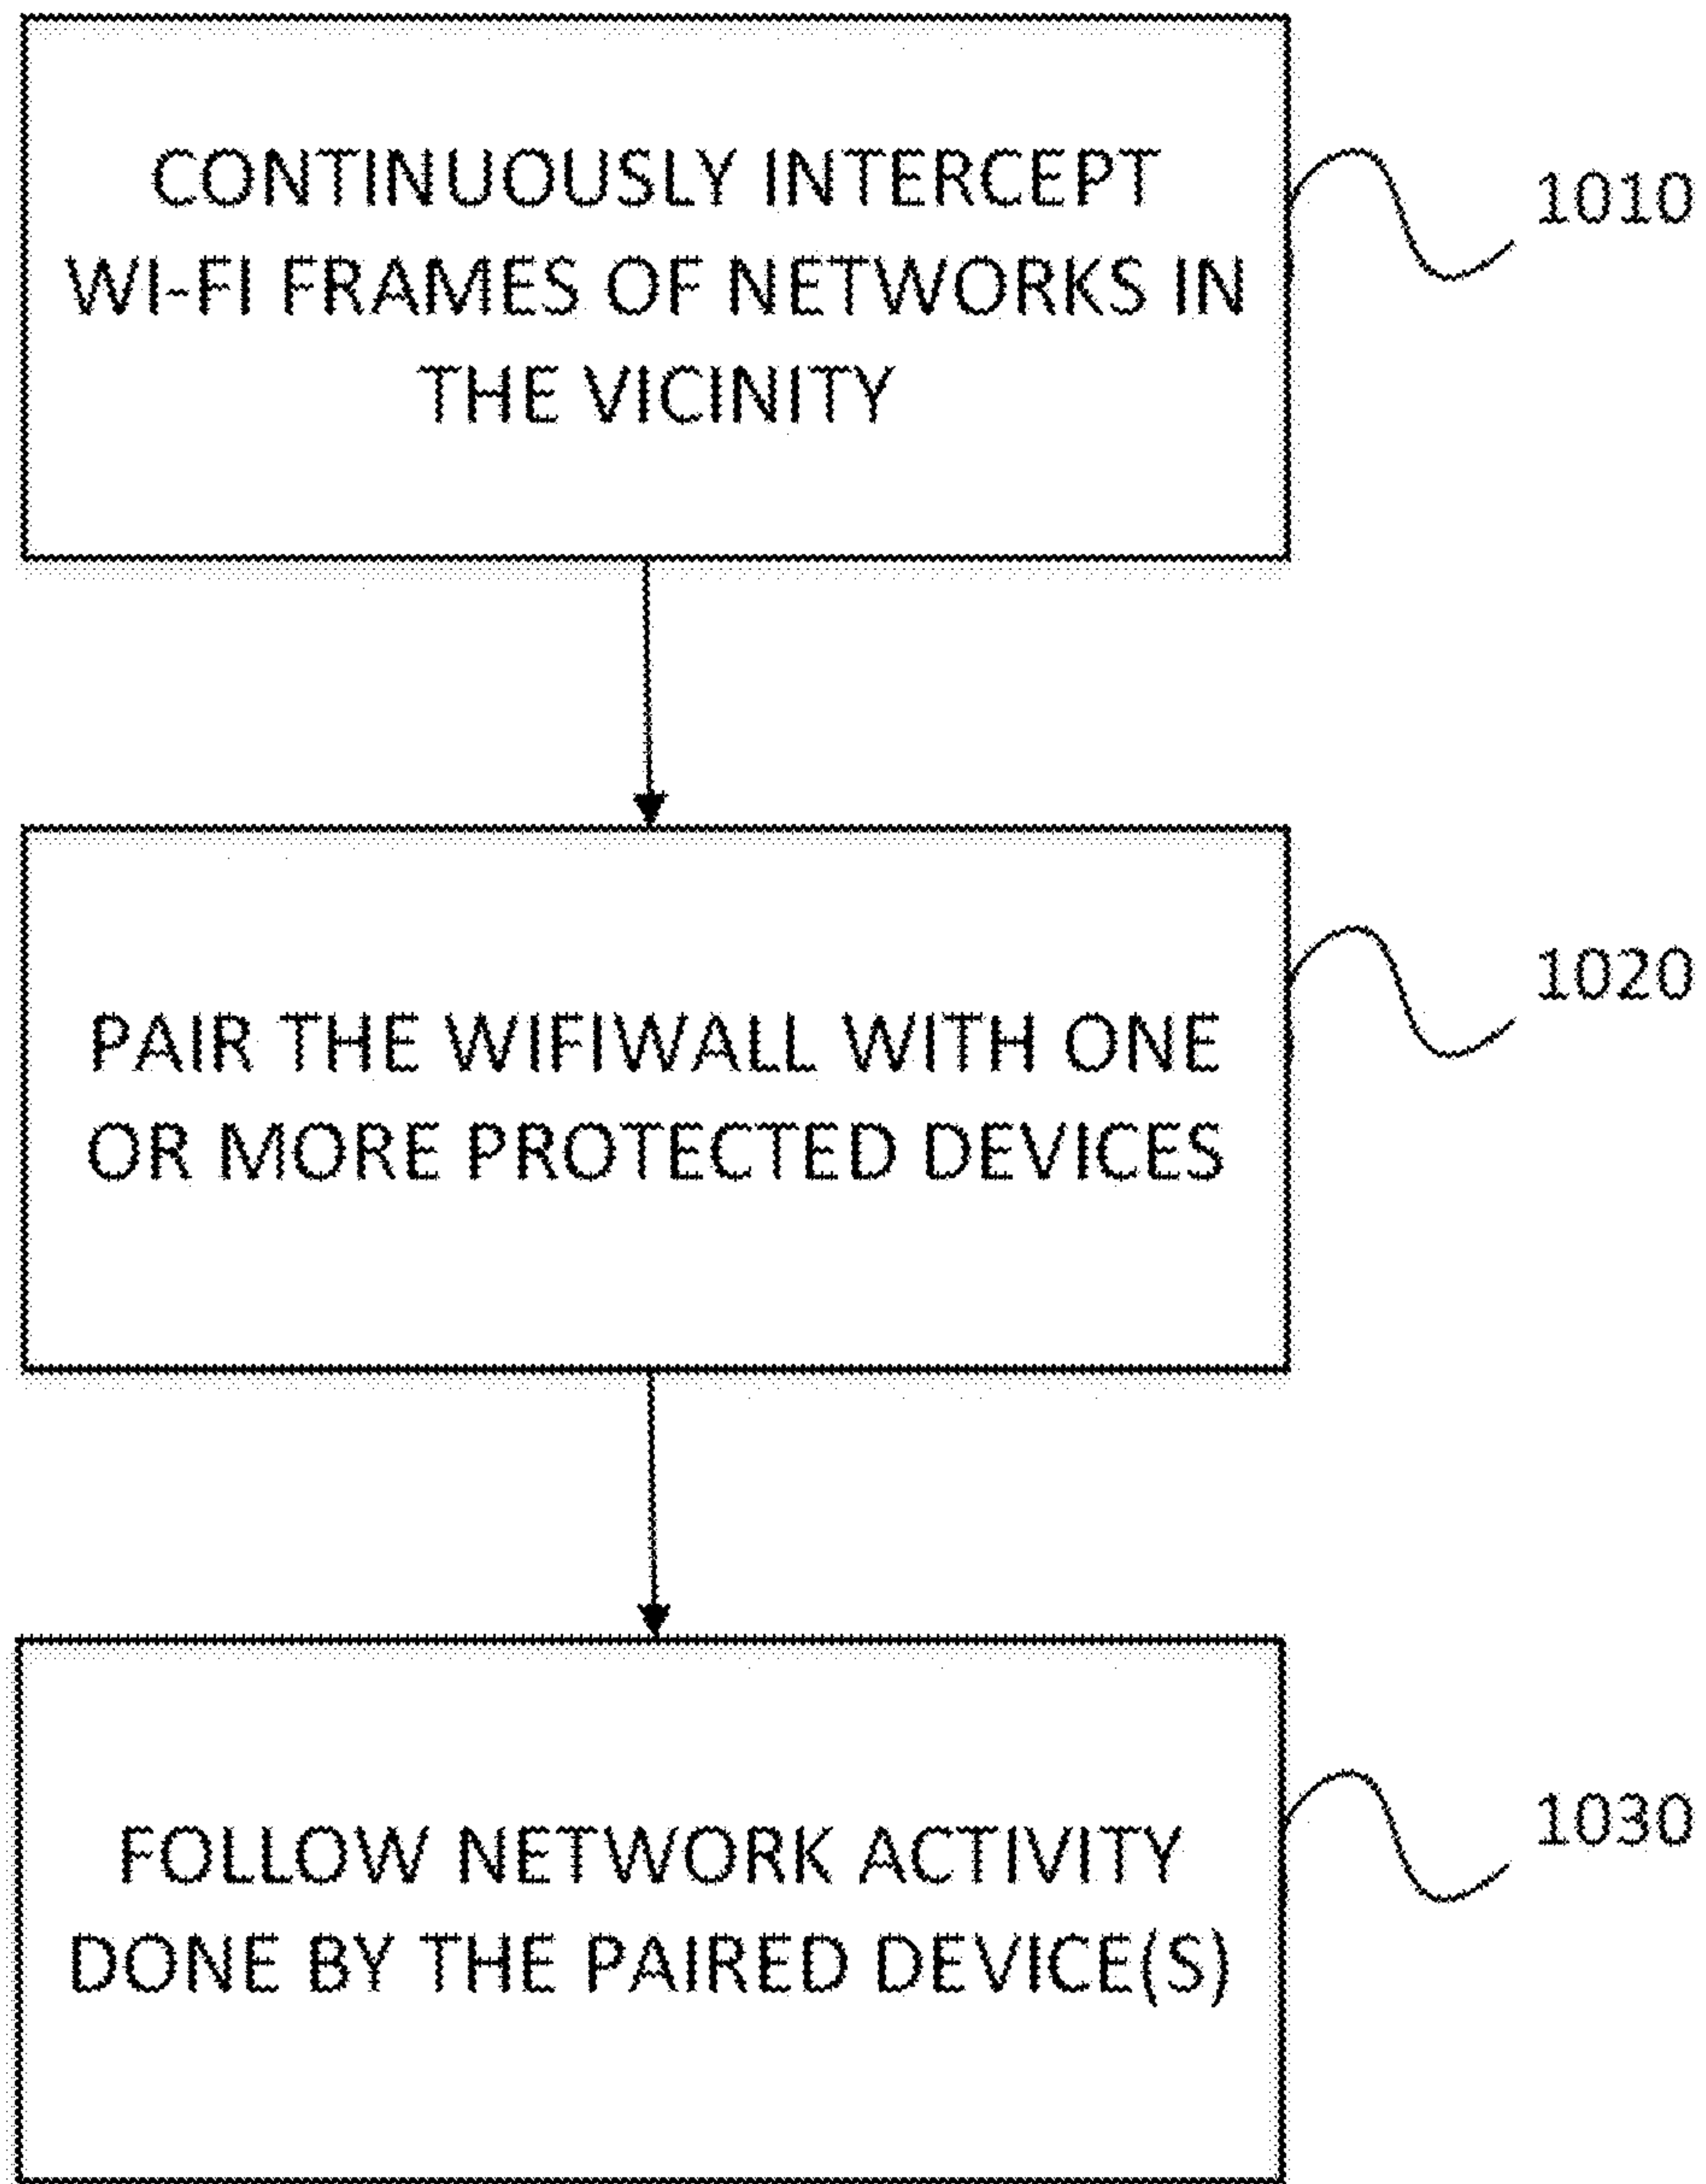 CONTINUOUSLY INTERCEPT
WI-FI FRAMES OF NETWORKS IN
THE VICINITY
1010
PAIR THE WIFIWALL WITH ONE
OR MORE PROTECTED DEVICES
1020
FOLLOW NETWORK ACTIVITY
DONE BY THE PAIRED DEVICE(S)
1030